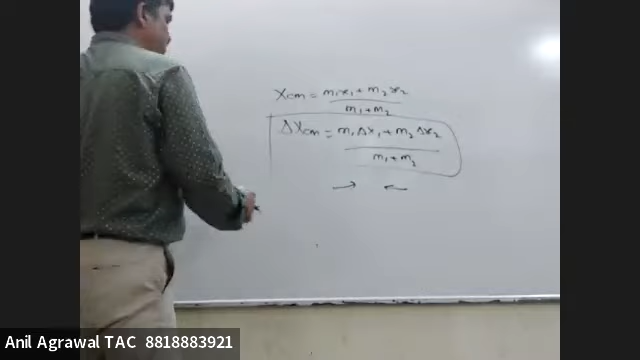 Xcm = m₁x₁ + m₂x₂
m₁+m₂
ΔXcm = m₁Δx₁ + m₂Δx₂
m₁+m₂
→ ←
Anil Agrawal TAC 8818883921